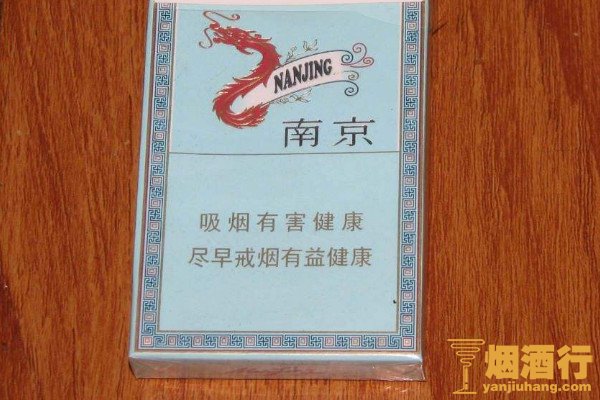 NANJING
南京
吸烟有害健康
尽早戒烟有益健康
烟酒行
yanjiuhang.com